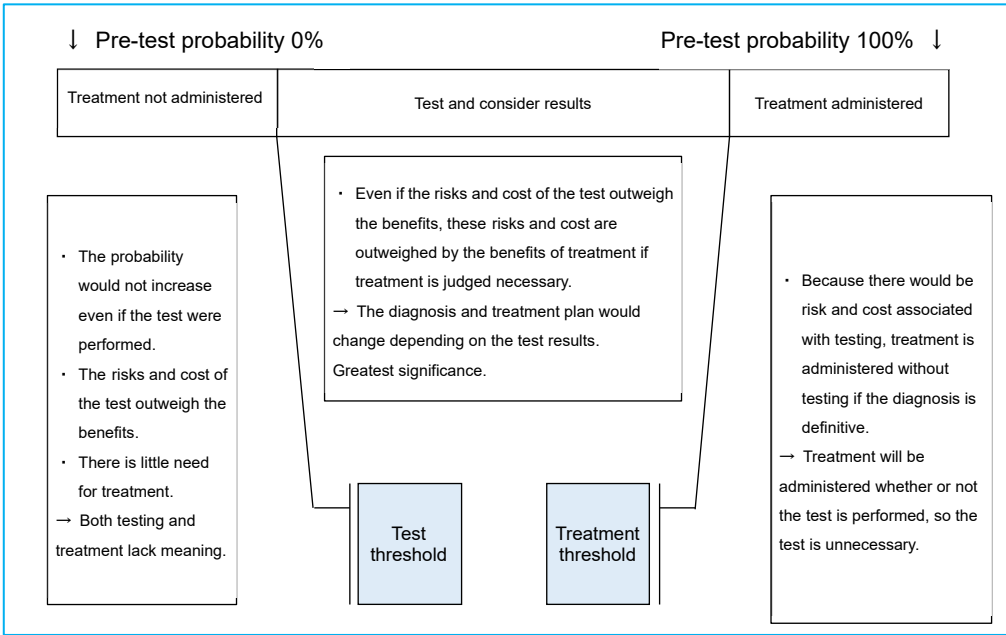 ↓ Pre-test probability 0%
Pre-test probability 100% ↓
Treatment not administered
Test and consider results
Treatment administered
・ The probability
would not increase
even if the test were
performed.
・ The risks and cost of
the test outweigh the
benefits.
・ There is little need
for treatment.
→ Both testing and
treatment lack meaning.
・ Even if the risks and cost of the test outweigh
the benefits, these risks and cost are
outweighed by the benefits of treatment if
treatment is judged necessary.
→ The diagnosis and treatment plan would
change depending on the test results.
Greatest significance.
・ Because there would be
risk and cost associated
with testing, treatment is
administered without
testing if the diagnosis is
definitive.
→ Treatment will be
administered whether or not
the test is performed, so the
test is unnecessary.
Test
threshold
Treatment
threshold